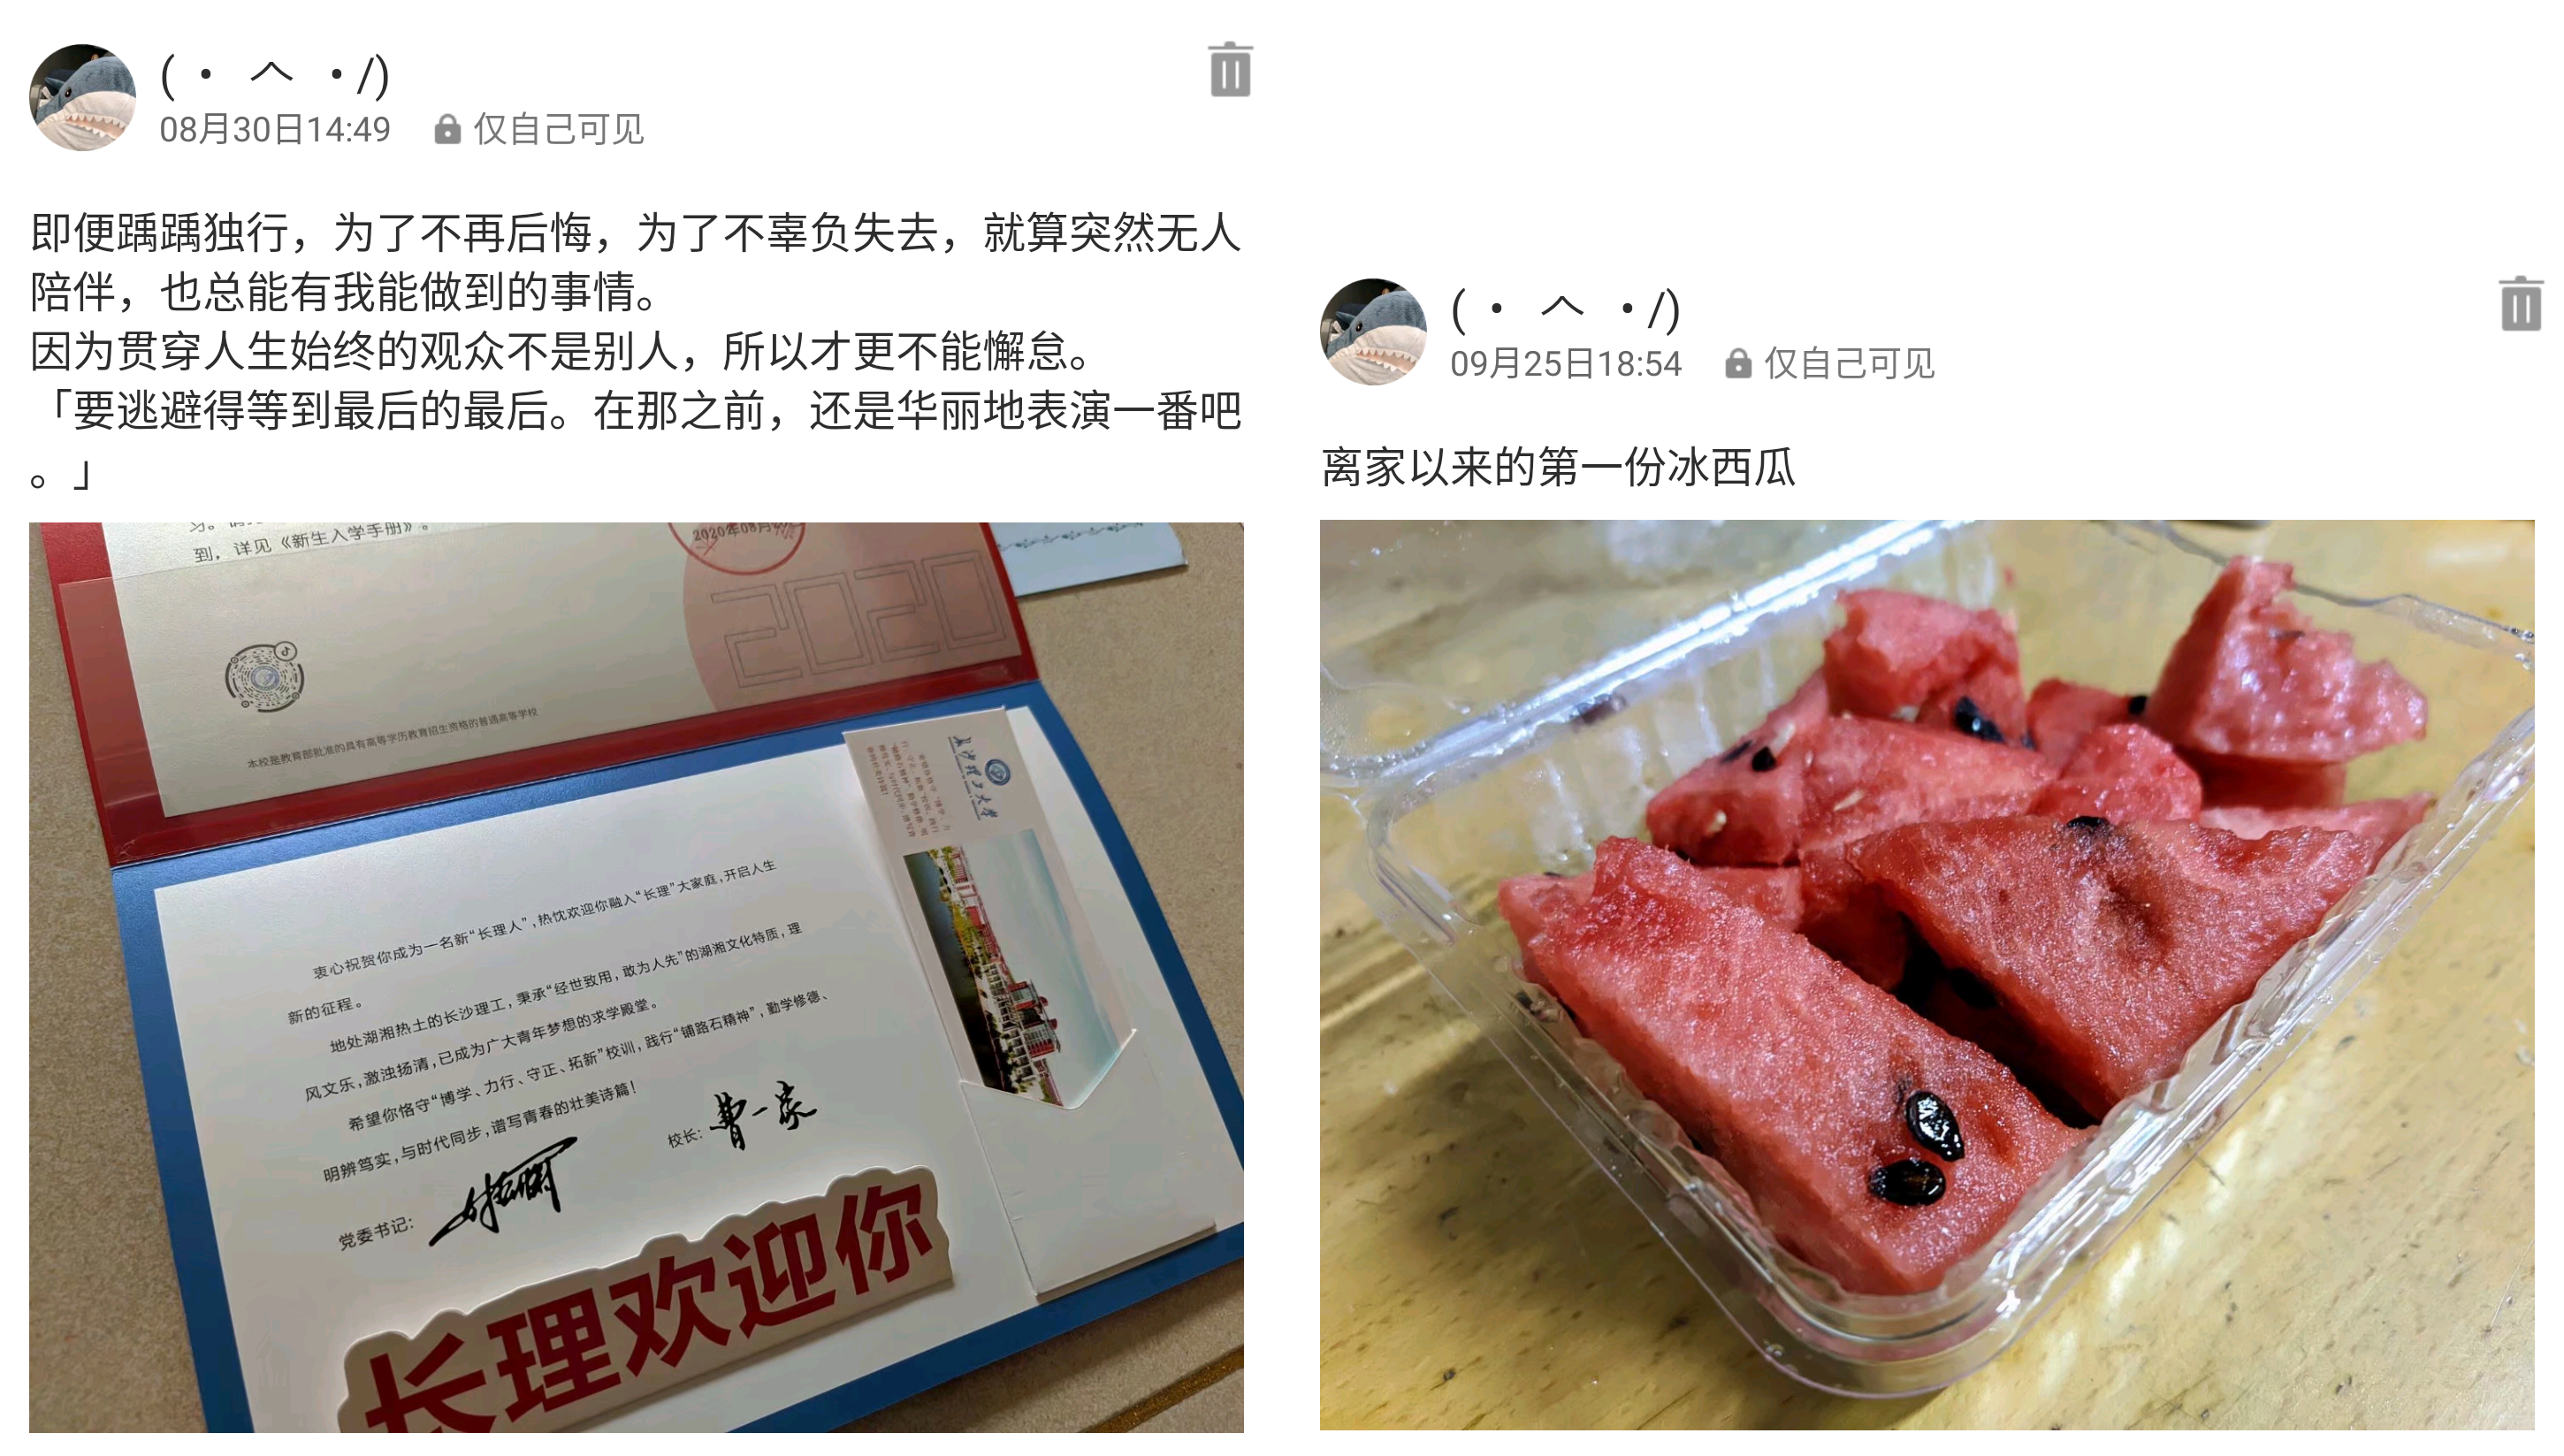 ( · へ ·/)
08月30日14:49 仅自己可见
即便踽踽独行，为了不再后悔，为了不辜负失去，就算突然无人
陪伴，也总能有我能做到的事情。
因为贯穿人生始终的观众不是别人，所以才更不能懈怠。
「要逃避得等到最后的最后。在那之前，还是华丽地表演一番吧
。」
到，详见《新生入学手册》。
2020年08月
2020
本校是教育部批准的具有高等学历教育招生资格的普通高等学校
长沙理工大学
衷心祝贺你成为一名新“长理人”，热忱欢迎你融入“长理”大家庭，开启人生
新的征程。
地处湖湘热土的长沙理工，秉承“经世致用，敢为人先”的湖湘文化特质，理
风文乐，激浊扬清，已成为广大青年梦想的求学殿堂。
希望你恪守“博学、力行、守正、拓新”校训，践行“铺路石精神”，勤学修德、
明辨笃实，与时代同步，谱写青春的壮美诗篇！
党委书记：
校长：曹一家
长理欢迎你
( · へ ·/)
09月25日18:54 仅自己可见
离家以来的第一份冰西瓜